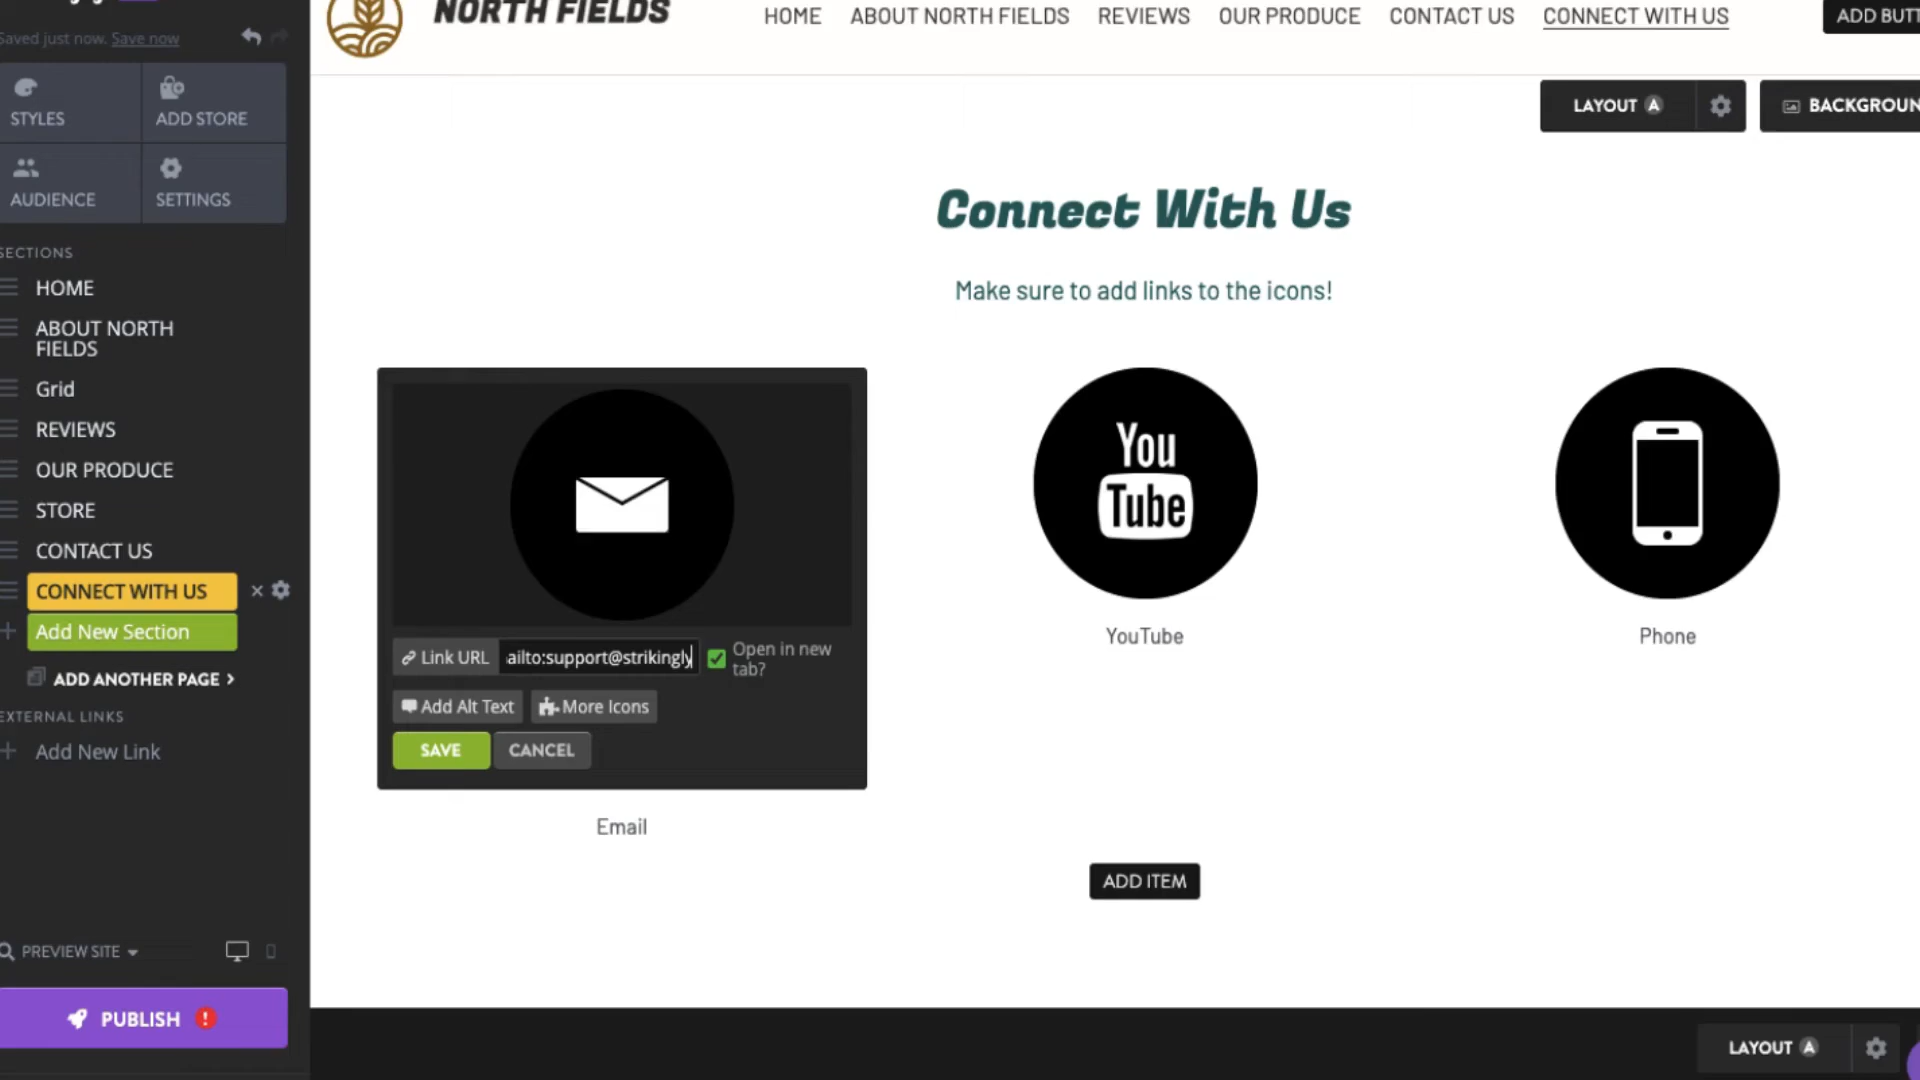 NORTH FIELDS
HOME
ABOUT NORTH FIELDS
REVIEWS
OUR PRODUCE
CONTACT US
CONNECT WITH US
ADD BUTT
Saved just now. Save now
STYLES
ADD STORE
AUDIENCE
SETTINGS
LAYOUT A
BACKGROUN
SECTIONS
HOME
ABOUT NORTH
FIELDS
Grid
REVIEWS
OUR PRODUCE
STORE
CONTACT US
CONNECT WITH US
Add New Section
ADD ANOTHER PAGE
EXTERNAL LINKS
Add New Link
PREVIEW SITE
PUBLISH !
Connect With Us
Make sure to add links to the icons!
Link URL
ailto:support@strikingly
Open in new
tab?
Add Alt Text
More Icons
SAVE
CANCEL
Email
You
Tube
YouTube
Phone
ADD ITEM
LAYOUT A